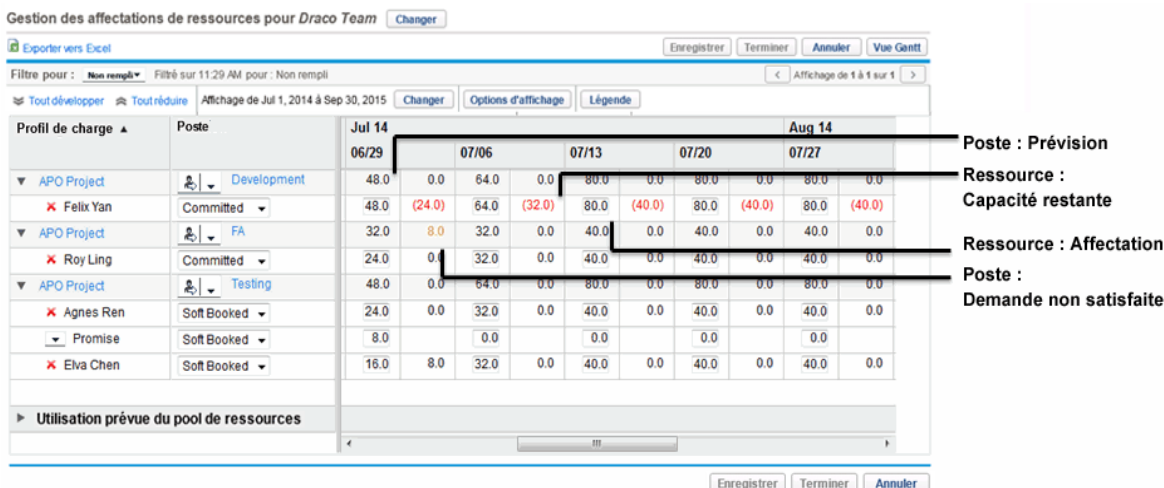 Gestion des affectations de ressources pour Draco Team Changer
Exporter vers Excel Enregistrer Terminer Annuler Vue Gantt
Filtre pour : Non rempli Filtré sur 11:29 AM pour : Non rempli Affichage de 1 à 1 sur 1
Tout développer Tout réduire Affichage de Jul 1, 2014 à Sep 30, 2015 Changer Options d'affichage Légende
Profil de charge Poste Jul 14 Aug 14
06/29 07/06 07/13 07/20 07/27
Poste : Prévision
APO Project Development 48.0 0.0 64.0 0.0 80.0 0.0 80.0 0.0 80.0 0.0
Ressource :
Capacité restante
Felix Yan Committed 48.0 (24.0) 64.0 (32.0) 80.0 (40.0) 80.0 (40.0) 80.0 (40.0)
APO Project FA 32.0 8.0 32.0 0.0 40.0 0.0 40.0 0.0 40.0 0.0
Ressource : Affectation
Roy Ling Committed 24.0 0.0 32.0 0.0 40.0 0.0 40.0 0.0 40.0 0.0
Poste :
Demande non satisfaite
APO Project Testing 48.0 0.0 64.0 0.0 80.0 0.0 80.0 0.0 80.0 0.0
Agnes Ren Soft Booked 24.0 0.0 32.0 0.0 40.0 0.0 40.0 0.0 40.0 0.0
Promise Soft Booked 8.0 0.0 0.0 0.0 0.0
Elva Chen Soft Booked 16.0 8.0 32.0 0.0 40.0 0.0 40.0 0.0 40.0 0.0
Utilisation prévue du pool de ressources
Enregistrer Terminer Annuler